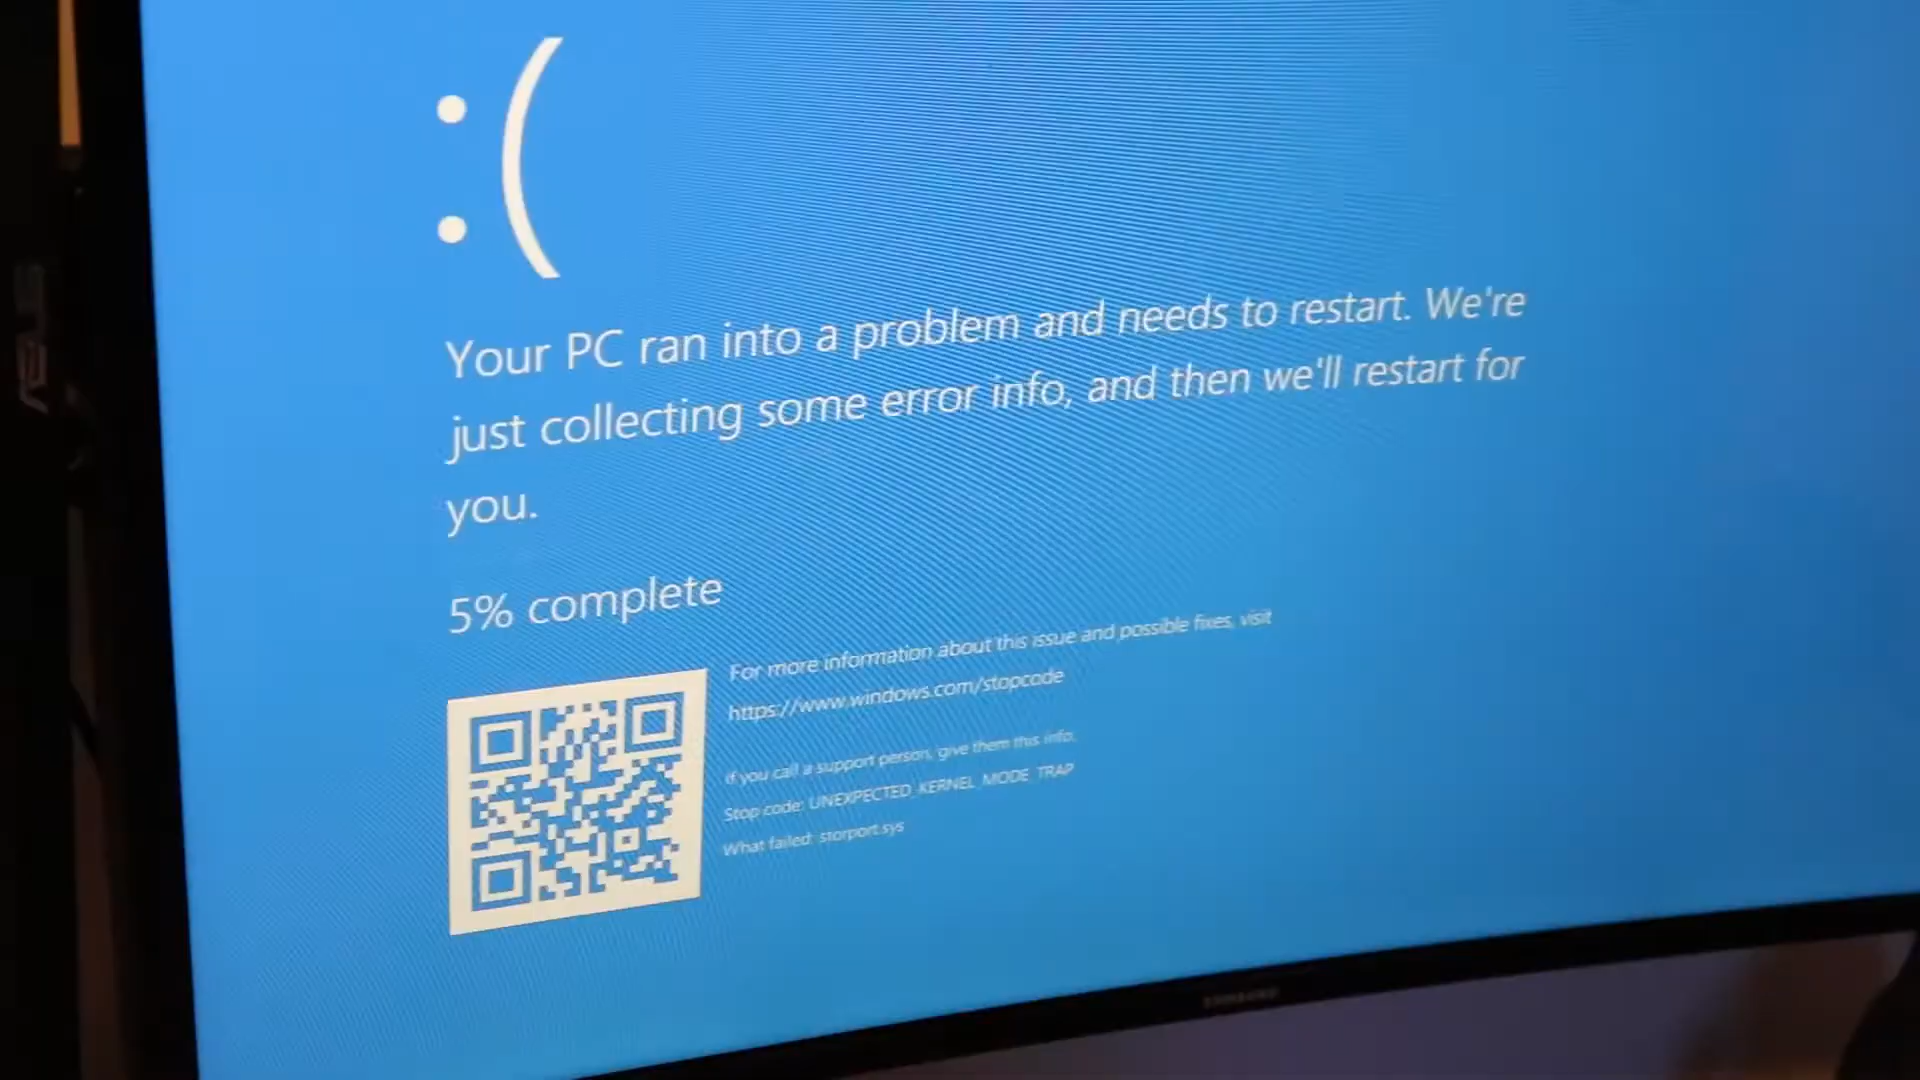 :(
Your PC ran into a problem and needs to restart. We're
just collecting some error info, and then we'll restart for
you.
5% complete
For more information about this issue and possible fixes, visit
https://www.windows.com/stopcode
If you call a support person, give them this info:
Stop code: UNEXPECTED_KERNEL_MODE_TRAP
What failed: storport.sys
SAMSUNG
ASUS